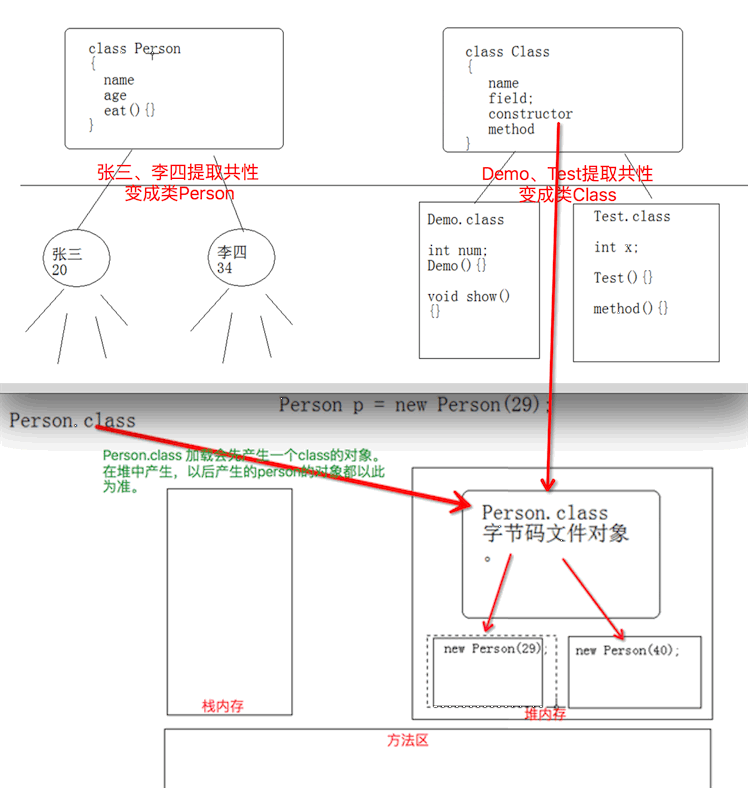 class Person
{
name
age
eat(){}
}
class Class
{
name
field;
constructor
method
}
张三、李四提取共性
变成类Person
Demo、Test提取共性
变成类Class
张三
20
李四
34
Demo.class
int num;
Demo(){}
void show()
{}
Test.class
int x;
Test(){}
method(){}
Person p = new Person(29);
Person.class
Person.class 加载会先产生一个class的对象。
在堆中产生，以后产生的person的对象都以此
为准。
Person.class
字节码文件对象
。
new Person(29);
new Person(40);
栈内存
堆内存
方法区